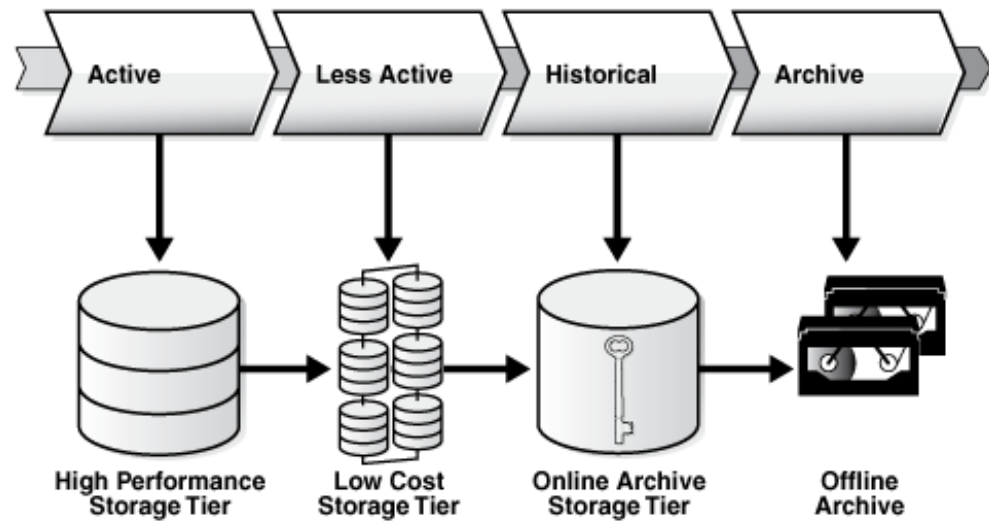 Active
Less Active
Historical
Archive
High Performance
Storage Tier
Low Cost
Storage Tier
Online Archive
Storage Tier
Offline
Archive